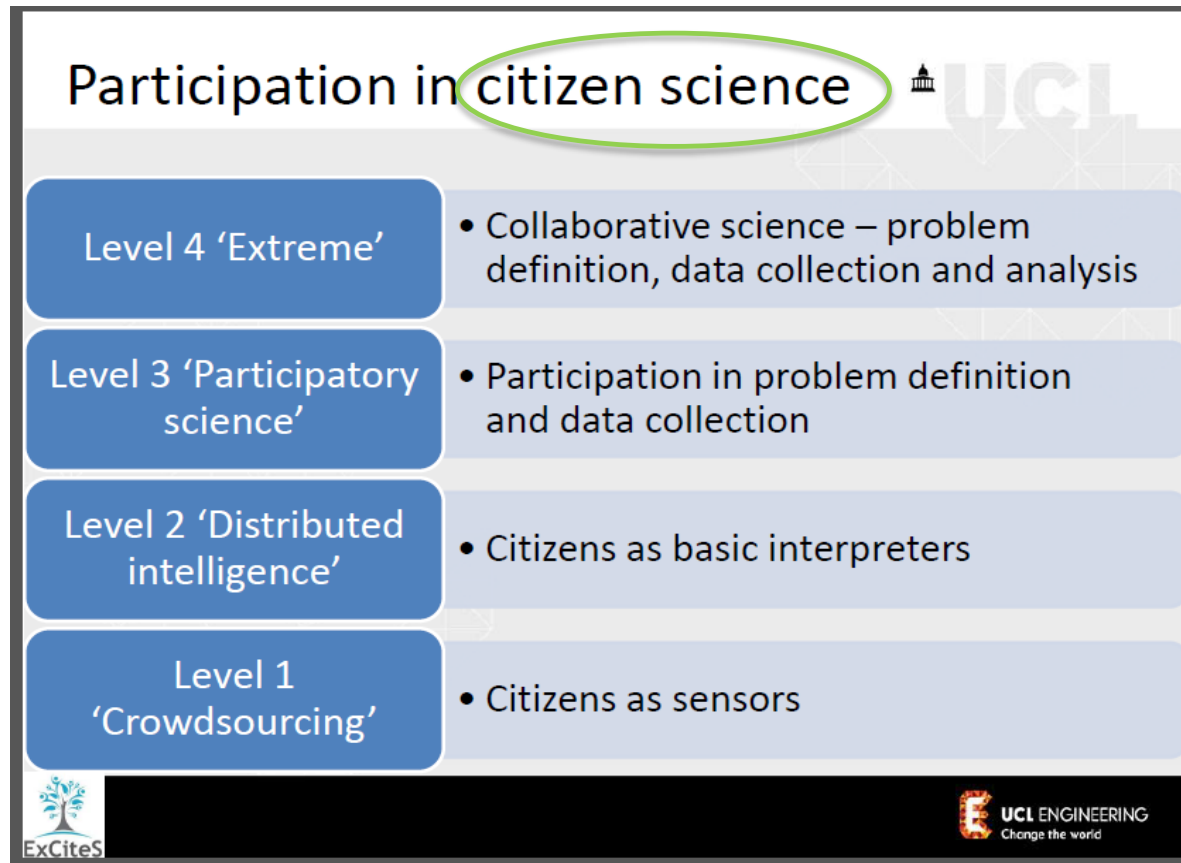 Participation in citizen science
UCL
Level 4 ‘Extreme’
• Collaborative science – problem
definition, data collection and analysis
Level 3 ‘Participatory
science’
• Participation in problem definition
and data collection
Level 2 ‘Distributed
intelligence’
• Citizens as basic interpreters
Level 1
‘Crowdsourcing’
• Citizens as sensors
ExCiteS
UCL ENGINEERING
Change the world